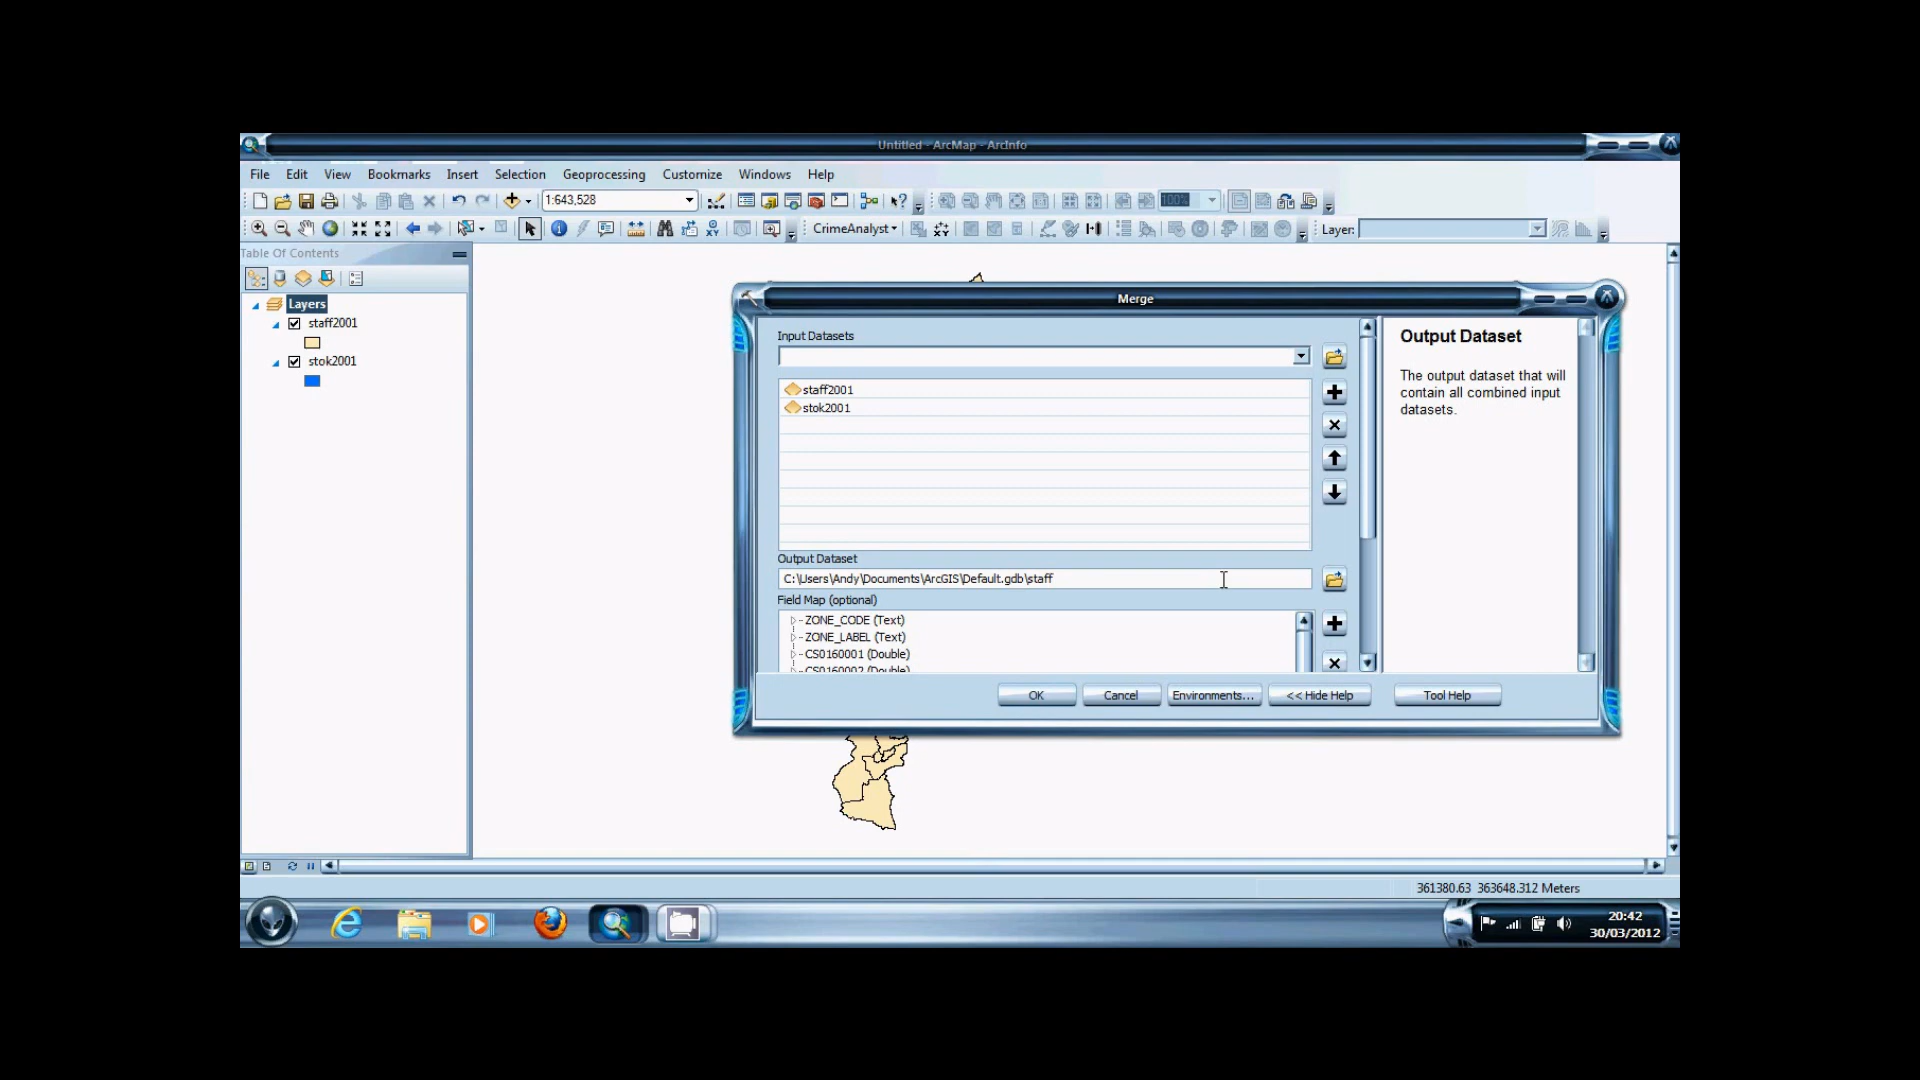 Untitled - ArcMap - ArcInfo
File Edit View Bookmarks Insert Selection Geoprocessing Customize Windows Help
1:643,528
100%
CrimeAnalyst
Layer:
Table Of Contents
Layers
staff2001
stok2001
Merge
Input Datasets
staff2001
stok2001
Output Dataset
C:\Users\Andy\Documents\ArcGIS\Default.gdb\staff
Field Map (optional)
ZONE_CODE (Text)
ZONE_LABEL (Text)
CS0160001 (Double)
CS0160002 (Double)
OK Cancel Environments... << Hide Help Tool Help
Output Dataset
The output dataset that will
contain all combined input
datasets.
361380.63 363648.312 Meters
20:42
30/03/2012